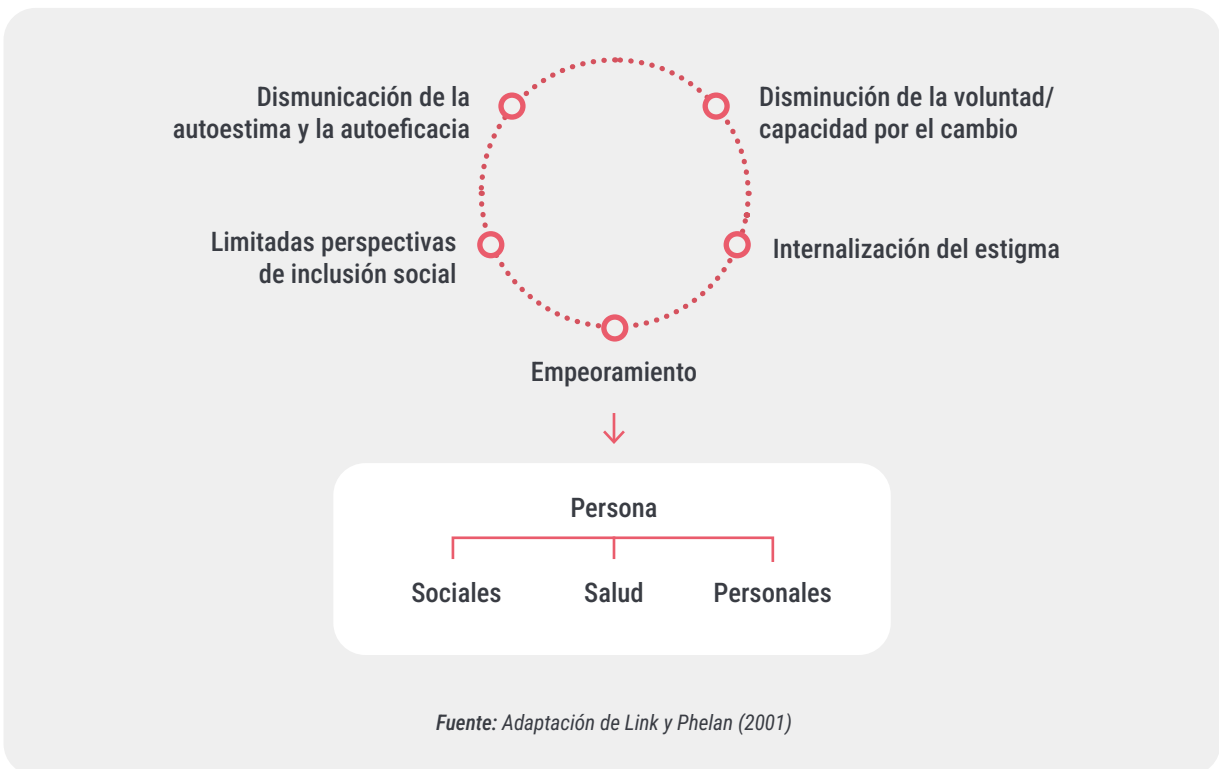 Dismunicación de la
autoestima y la autoeficacia
Disminución de la voluntad/
capacidad por el cambio
Limitadas perspectivas
de inclusión social
Internalización del estigma
Empeoramiento
Persona
Sociales
Salud
Personales
Fuente: Adaptación de Link y Phelan (2001)